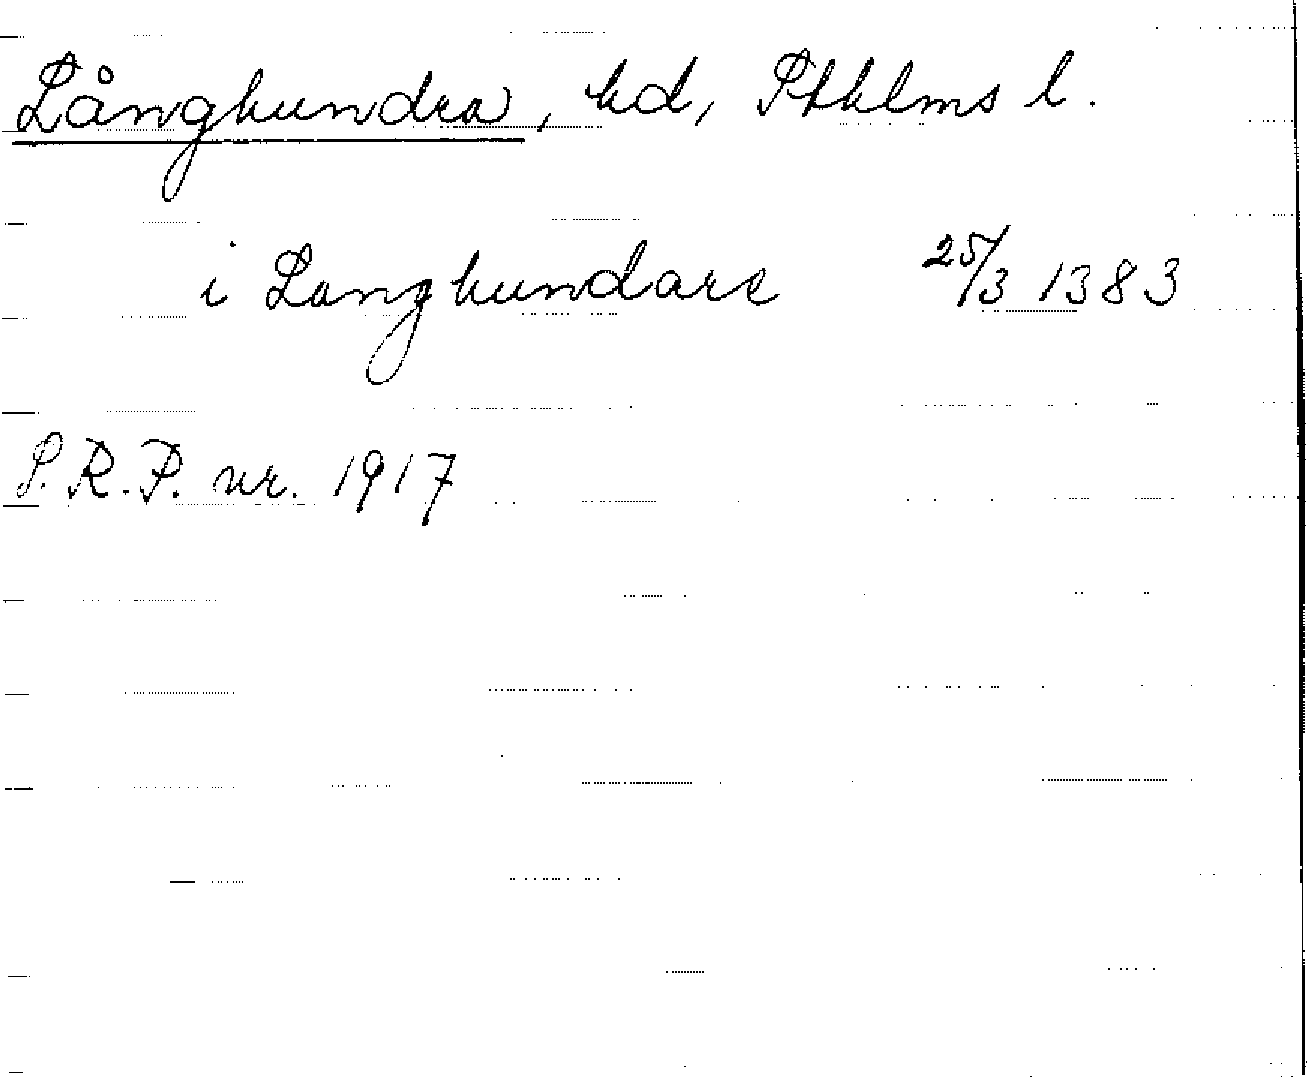 Långhundra, hd, Sthlms l.
i Langhundare 25/3 1383
S.R.P. nr. 1917